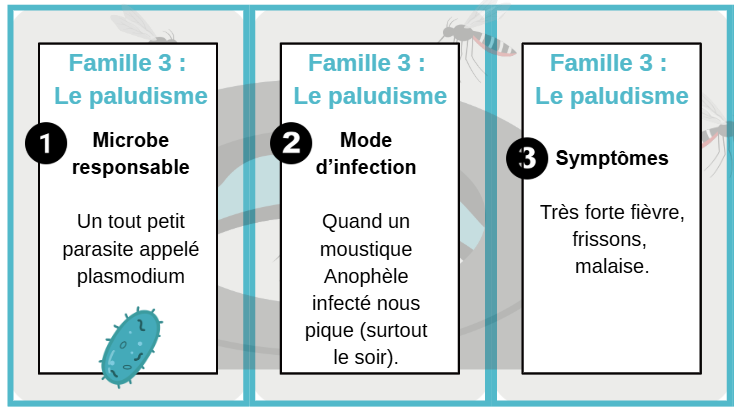 Famille 3 :
Le paludisme
1
Microbe
responsable
Un tout petit
parasite appelé
plasmodium
Famille 3 :
Le paludisme
2
Mode
d’infection
Quand un
moustique
Anophèle
infecté nous
pique (surtout
le soir).
Famille 3 :
Le paludisme
3 Symptômes
Très forte fièvre,
frissons,
malaise.